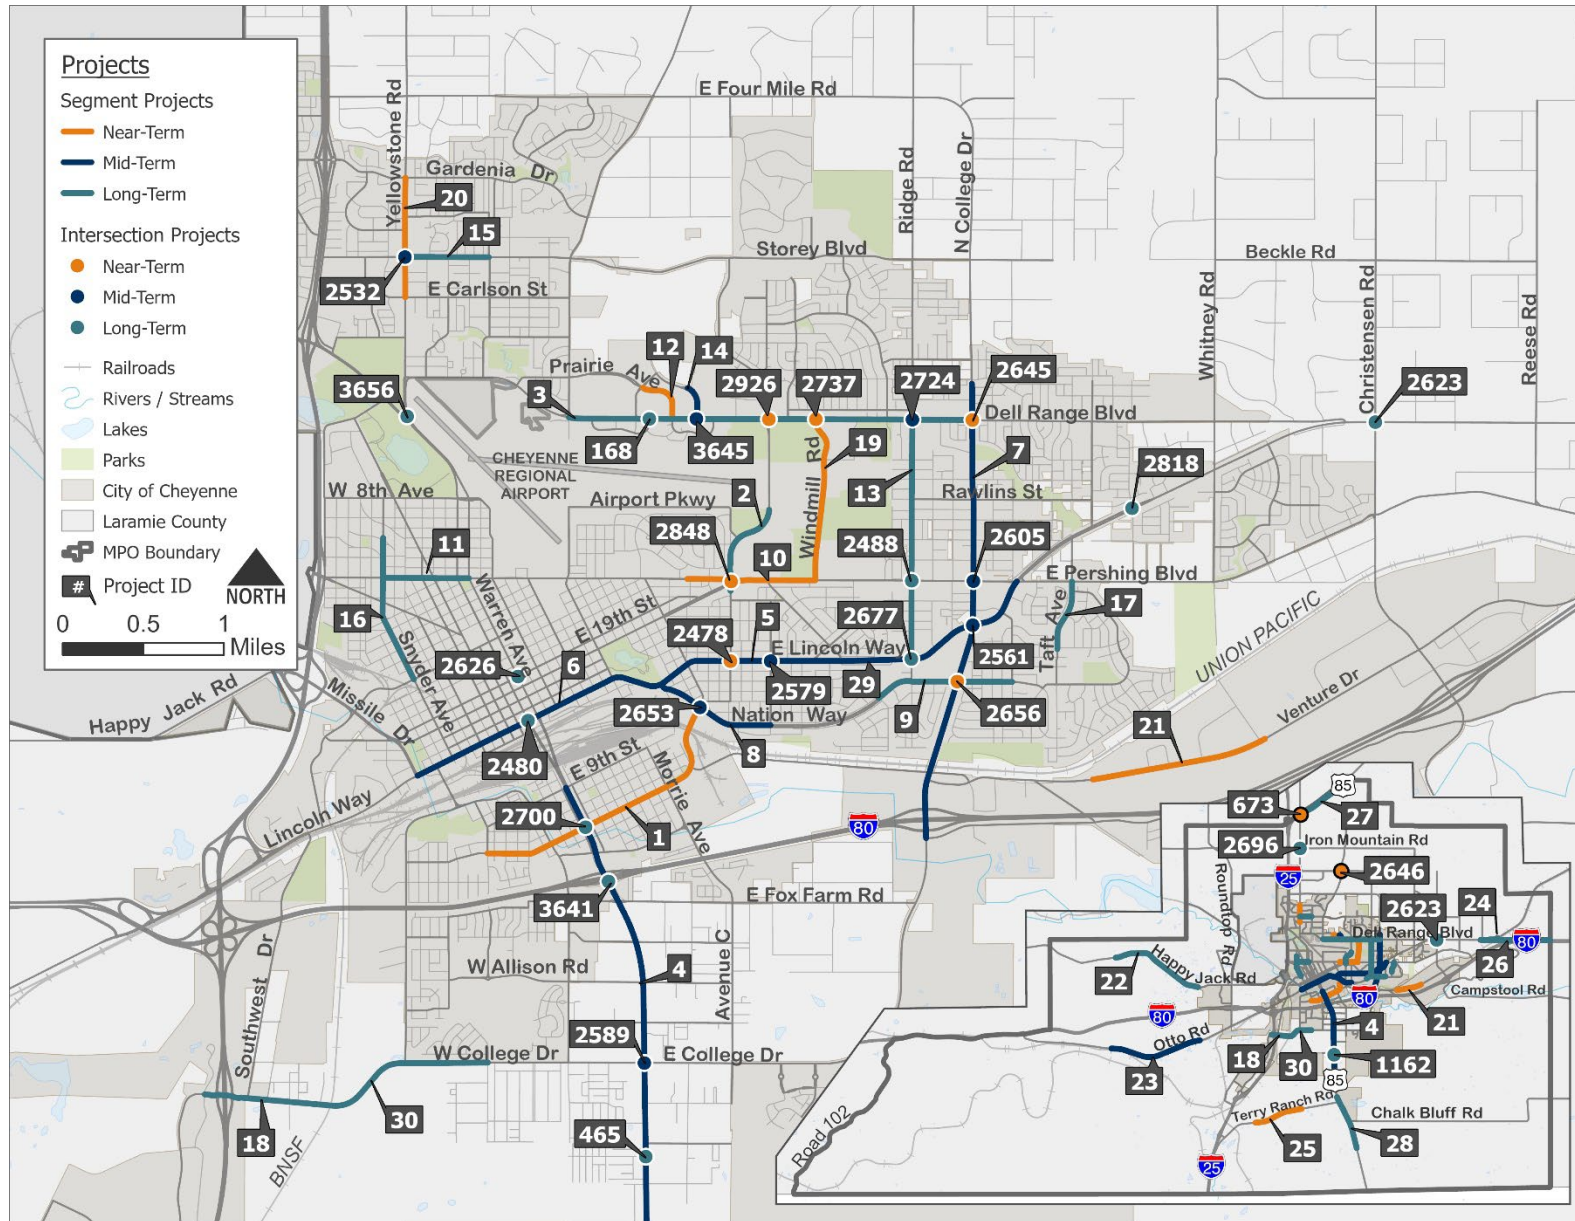 Projects
Segment Projects
Near-Term
Mid-Term
Long-Term
Intersection Projects
Near-Term
Mid-Term
Long-Term
Railroads
Rivers / Streams
Lakes
Parks
City of Cheyenne
Laramie County
MPO Boundary
# Project ID
NORTH
0 0.5 1
Miles
E Four Mile Rd
Yellowstone Rd
Gardenia Dr
20
15
2532
E Carlson St
Storey Blvd
Ridge Rd
N College Dr
Beckle Rd
Whitney Rd
Christensen Rd
Reese Rd
Prairie Ave
12
14
2926
2737
2724
2645
2623
3656
3
168
3645
Dell Range Blvd
CHEYENNE
REGIONAL
AIRPORT
Windmill Rd
19
13
7
2818
W 8th Ave
Airport Pkwy
2
Rawlins St
2848
10
2488
2605
11
E Pershing Blvd
16
Warren Ave
E 19th St
2478
5
2677
Taft Ave
17
Snyder Ave
2626
6
E Lincoln Way
2579
29
2561
UNION PACIFIC
Happy Jack Rd
Missile Dr
2653
Nation Way
9
2656
Venture Dr
21
2480
E 9th St
8
Lincoln Way
2700
1
Morrie Ave
80
3641
E Fox Farm Rd
W Allison Rd
4
Avenue C
Southwest Dr
2589
W College Dr
E College Dr
18
30
465
BNSF
85
673
27
2696
Iron Mountain Rd
25
2646
Roundtop Rd
2623
24
Dell Range Blvd
80
26
22
Happy Jack Rd
80
Campstool Rd
80
Otto Rd
4
21
23
18
30
1162
85
Terry Ranch Rd
Chalk Bluff Rd
Road 102
25
28
25